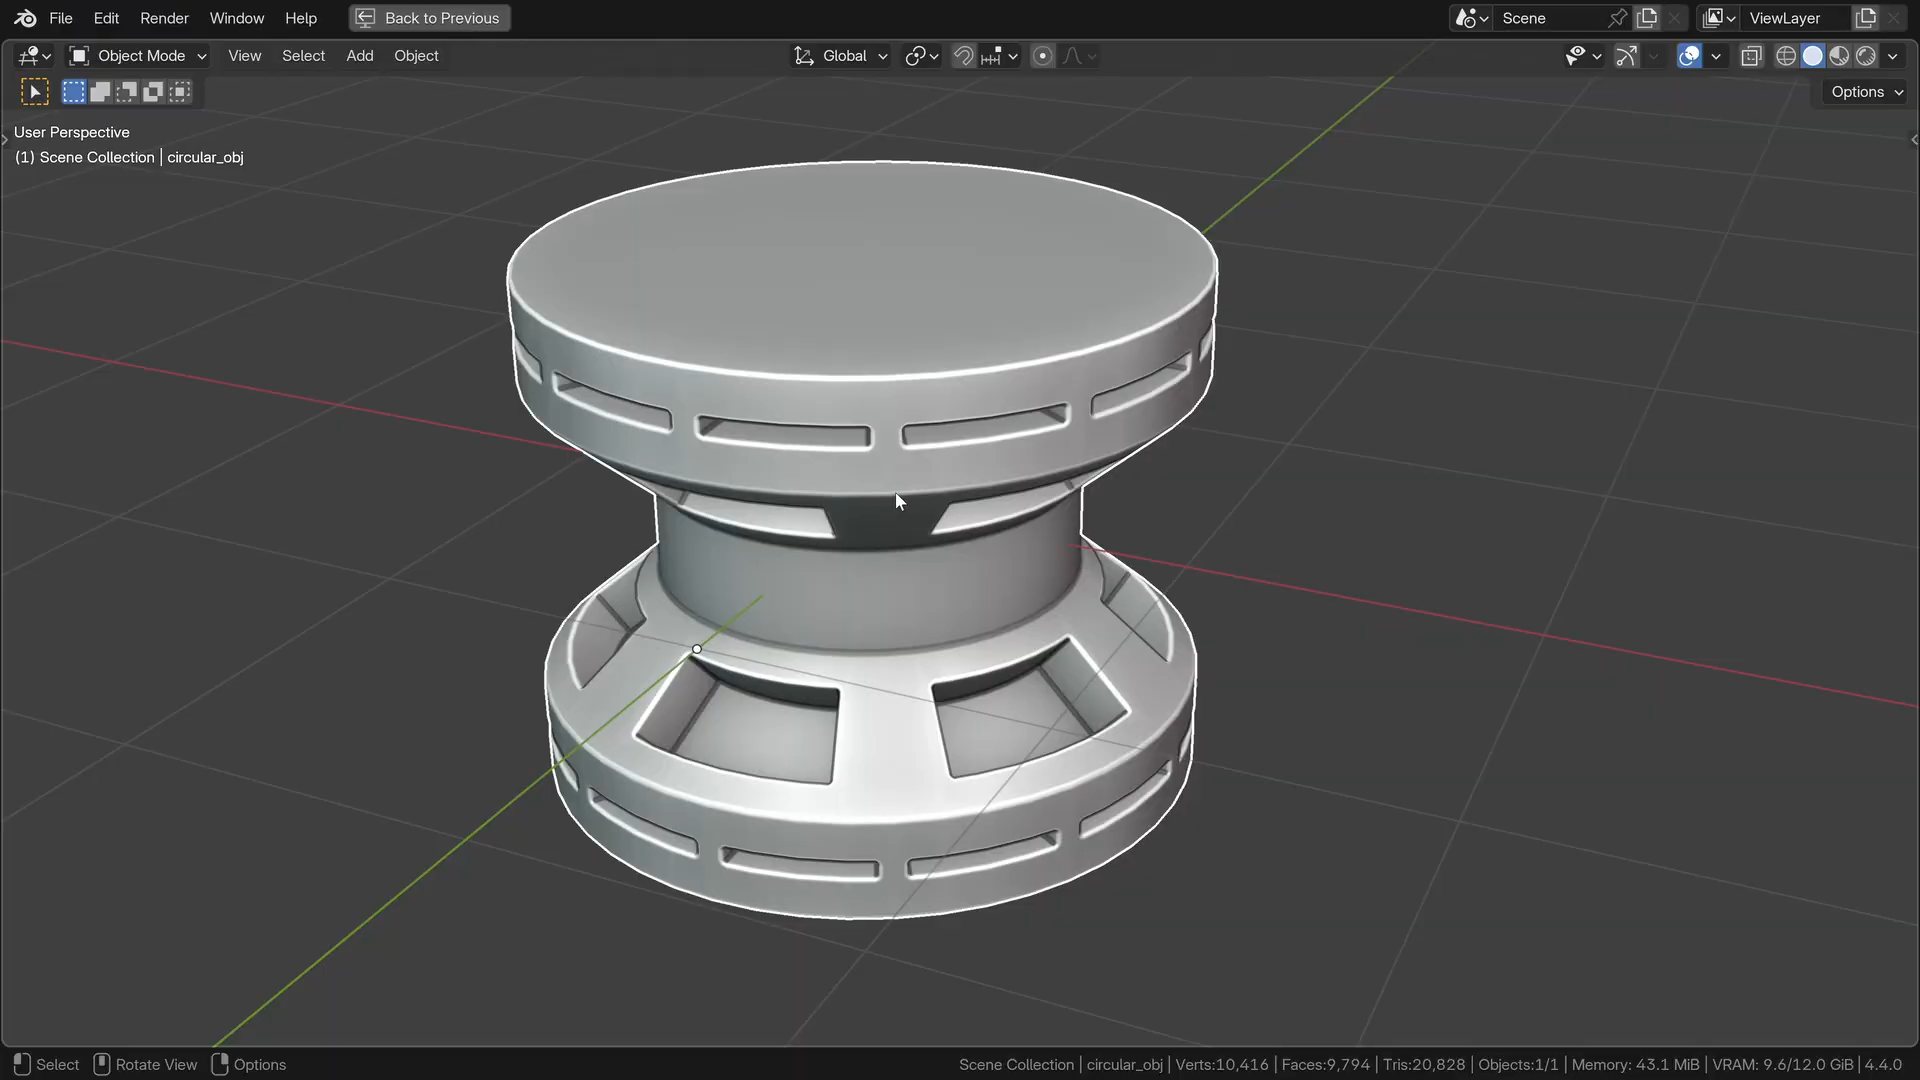 File Edit Render Window Help Back to Previous Scene ViewLayer
Object Mode View Select Add Object Global
Options
User Perspective
(1) Scene Collection | circular_obj
Select Rotate View Options Scene Collection | circular_obj | Verts:10,416 | Faces:9,794 | Tris:20,828 | Objects:1/1 | Memory: 43.1 MiB | VRAM: 9.6/12.0 GiB | 4.4.0